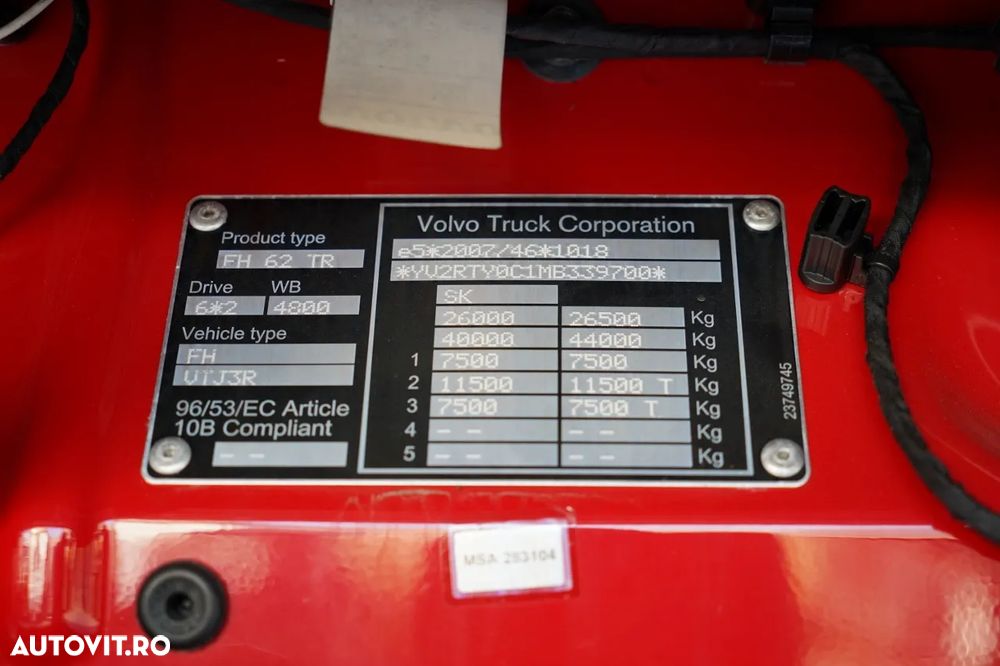 Product type
FH 62 TR
Drive WB
6*2 4800
Vehicle type
FH
VTJ3R
96/53/EC Article
10B Compliant
-- --
Volvo Truck Corporation
e5*2007/46*1018
*YV2RTY0C1MB339700*
SK
26000 26500 Kg
40000 44000 Kg
1 7500 7500 Kg
2 11500 11500 T Kg
3 7500 7500 T Kg
4 -- -- -- -- Kg
5 -- -- -- -- Kg
23749745
MSA 283104
AUTOVIT.RO